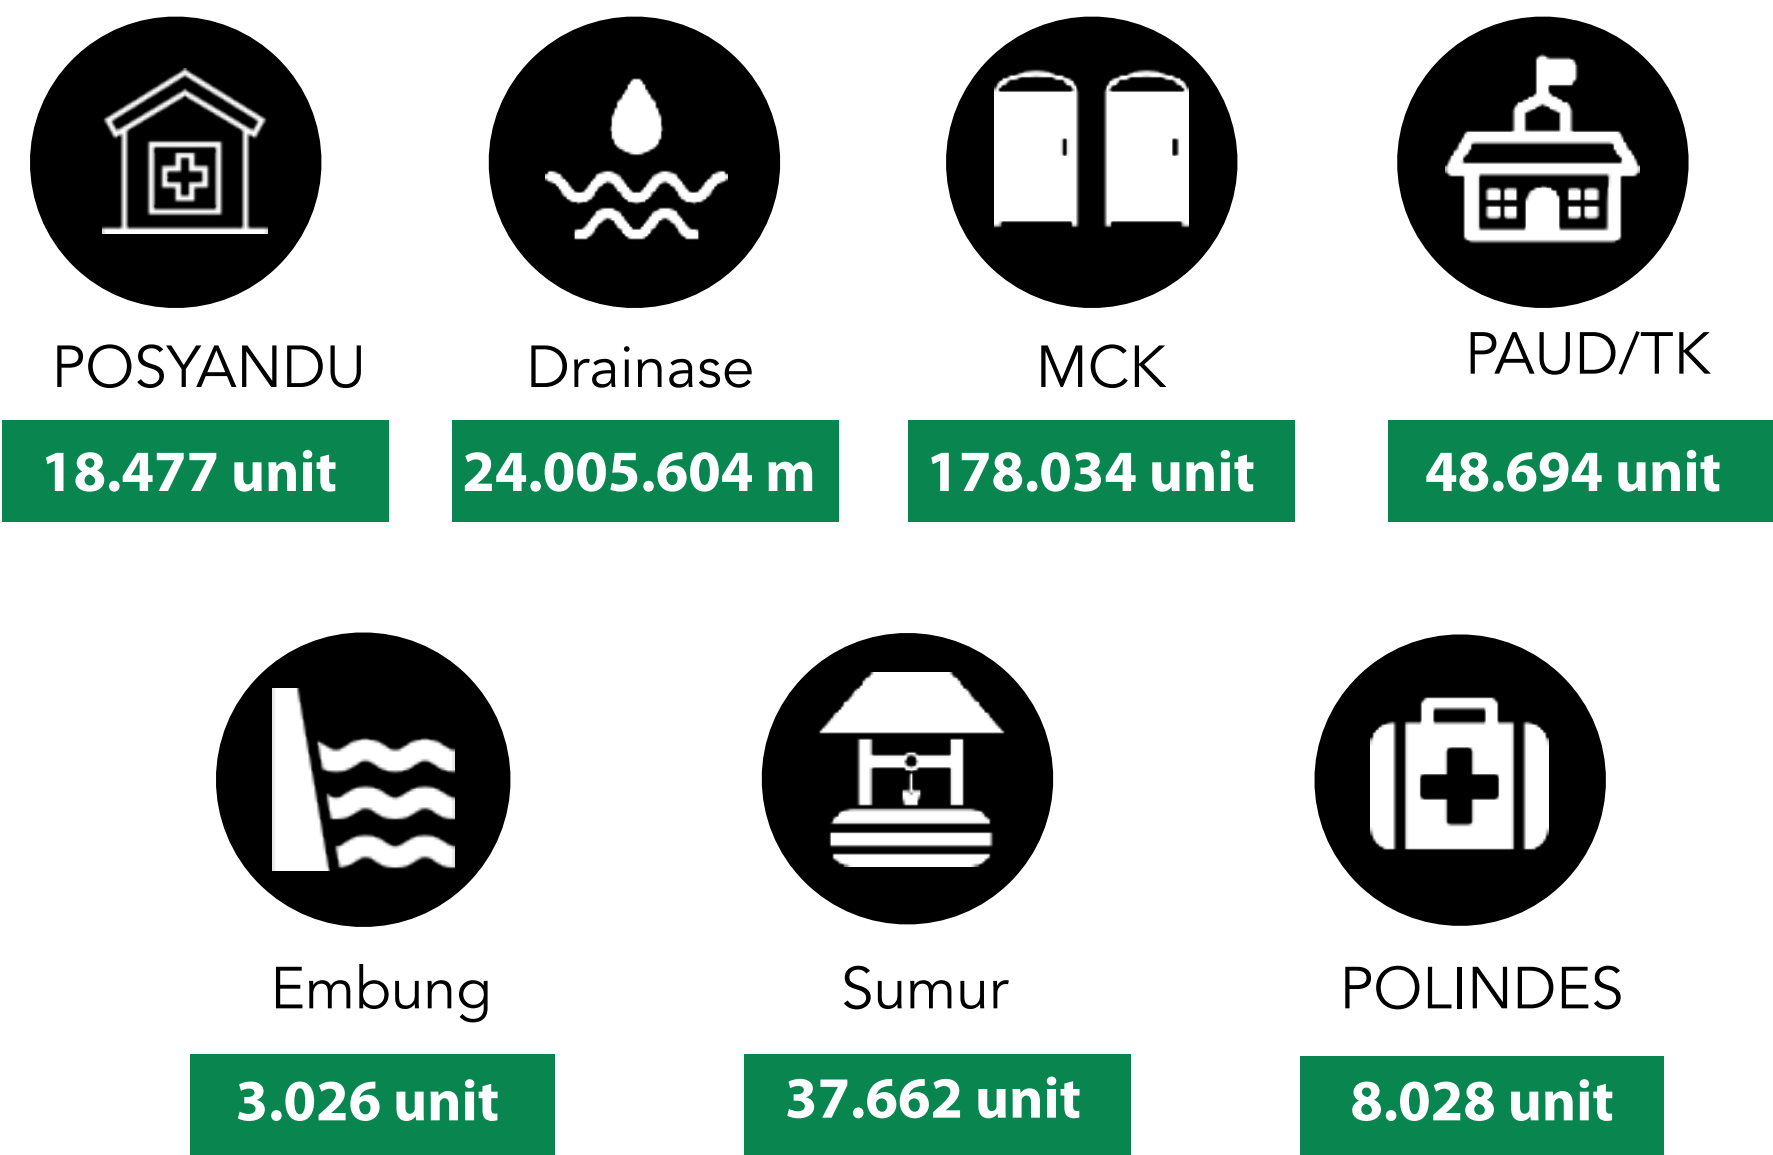 POSYANDU
18.477 unit
Drainase
24.005.604 m
MCK
178.034 unit
PAUD/TK
48.694 unit
Embung
3.026 unit
Sumur
37.662 unit
POLINDES
8.028 unit